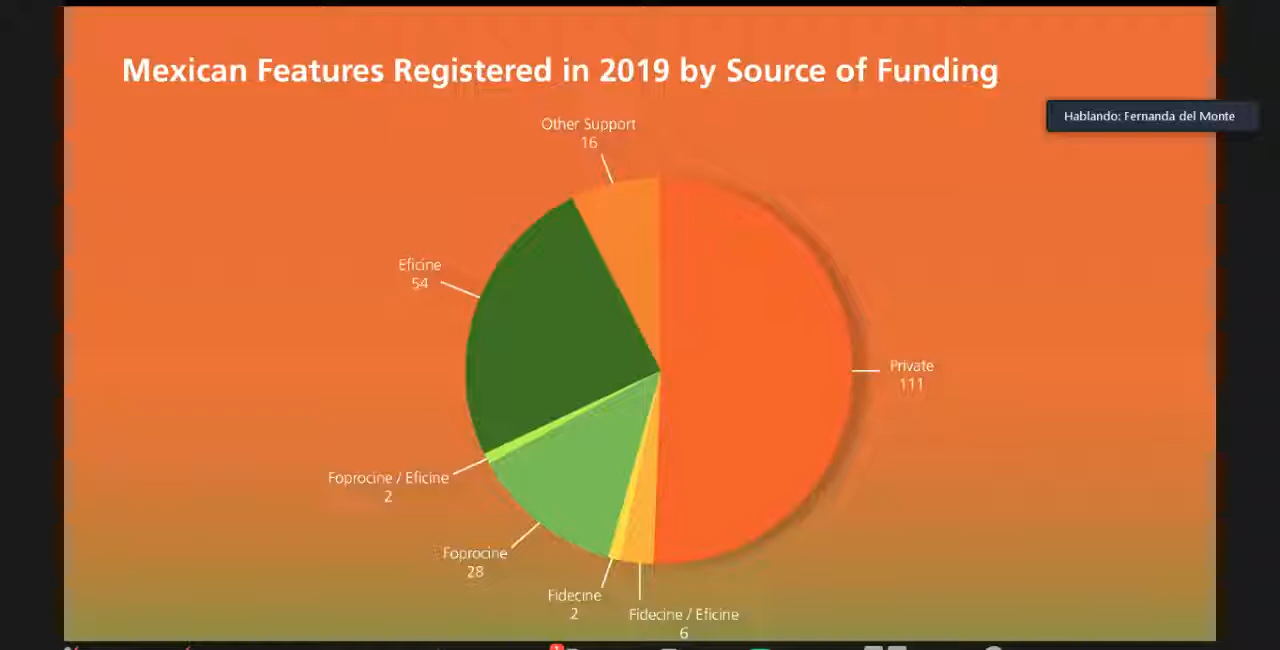 Mexican Features Registered in 2019 by Source of Funding
Hablando: Fernanda del Monte
Other Support
16
Eficine
54
Private
111
Foprocine / Eficine
2
Foprocine
28
Fidecine
2
Fidecine / Eficine
6